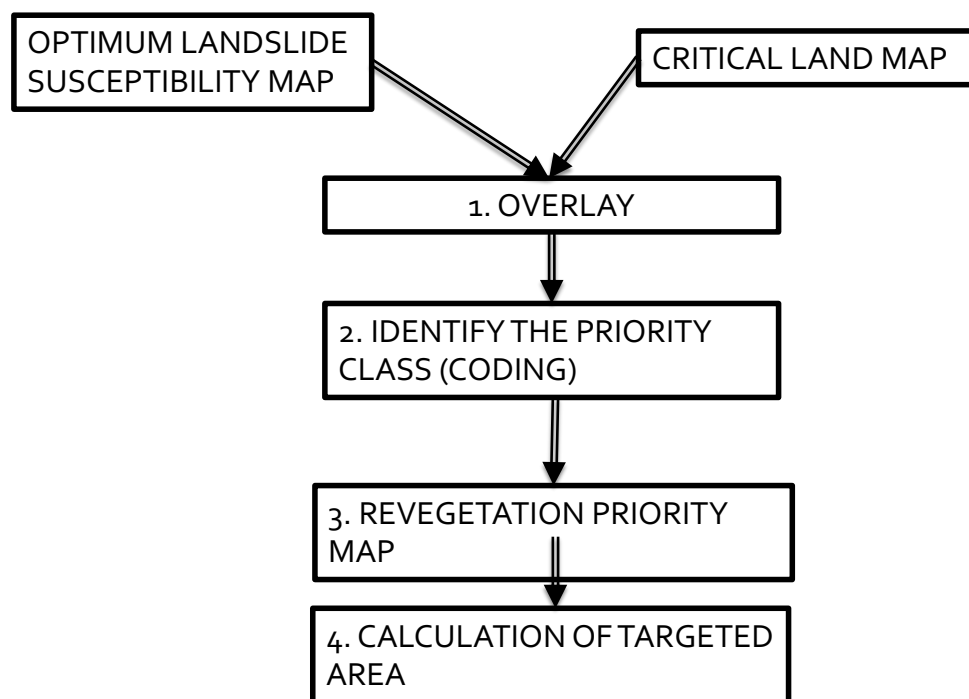 OPTIMUM LANDSLIDE
SUSCEPTIBILITY MAP
CRITICAL LAND MAP
1. OVERLAY
2. IDENTIFY THE PRIORITY
CLASS (CODING)
3. REVEGETATION PRIORITY
MAP
4. CALCULATION OF TARGETED
AREA